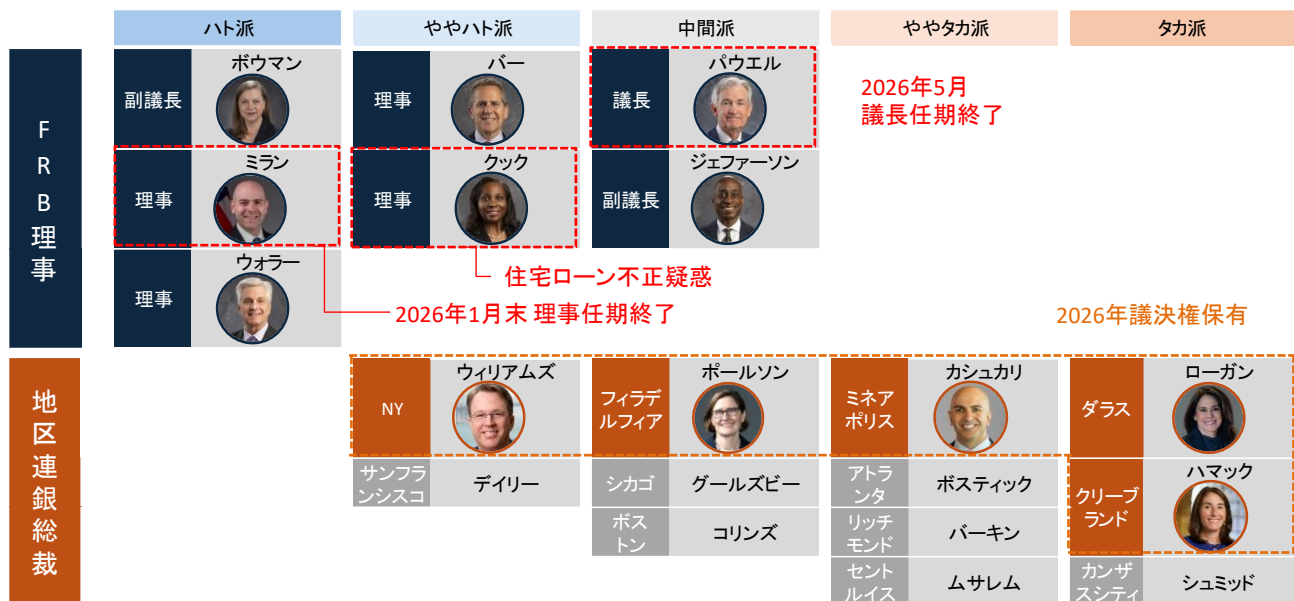 ハト派
ややハト派
中間派
ややタカ派
タカ派
FRB理事
副議長
ボウマン
理事
バー
議長
パウエル
2026年5月
議長任期終了
理事
ミラン
理事
クック
副議長
ジェファーソン
住宅ローン不正疑惑
理事
ウォラー
2026年1月末 理事任期終了
2026年議決権保有
地区連銀総裁
NY
ウィリアムズ
フィラデ
ルフィア
ポールソン
ミネア
ポリス
カシュカリ
ダラス
ローガン
サンフラ
ンシスコ
デイリー
シカゴ
グールズビー
アトラ
ンタ
ボスティック
クリーブ
ランド
ハマック
ボス
トン
コリンズ
リッチ
モンド
バーキン
セント
ルイス
ムサレム
カンザ
スシティ
シュミッド